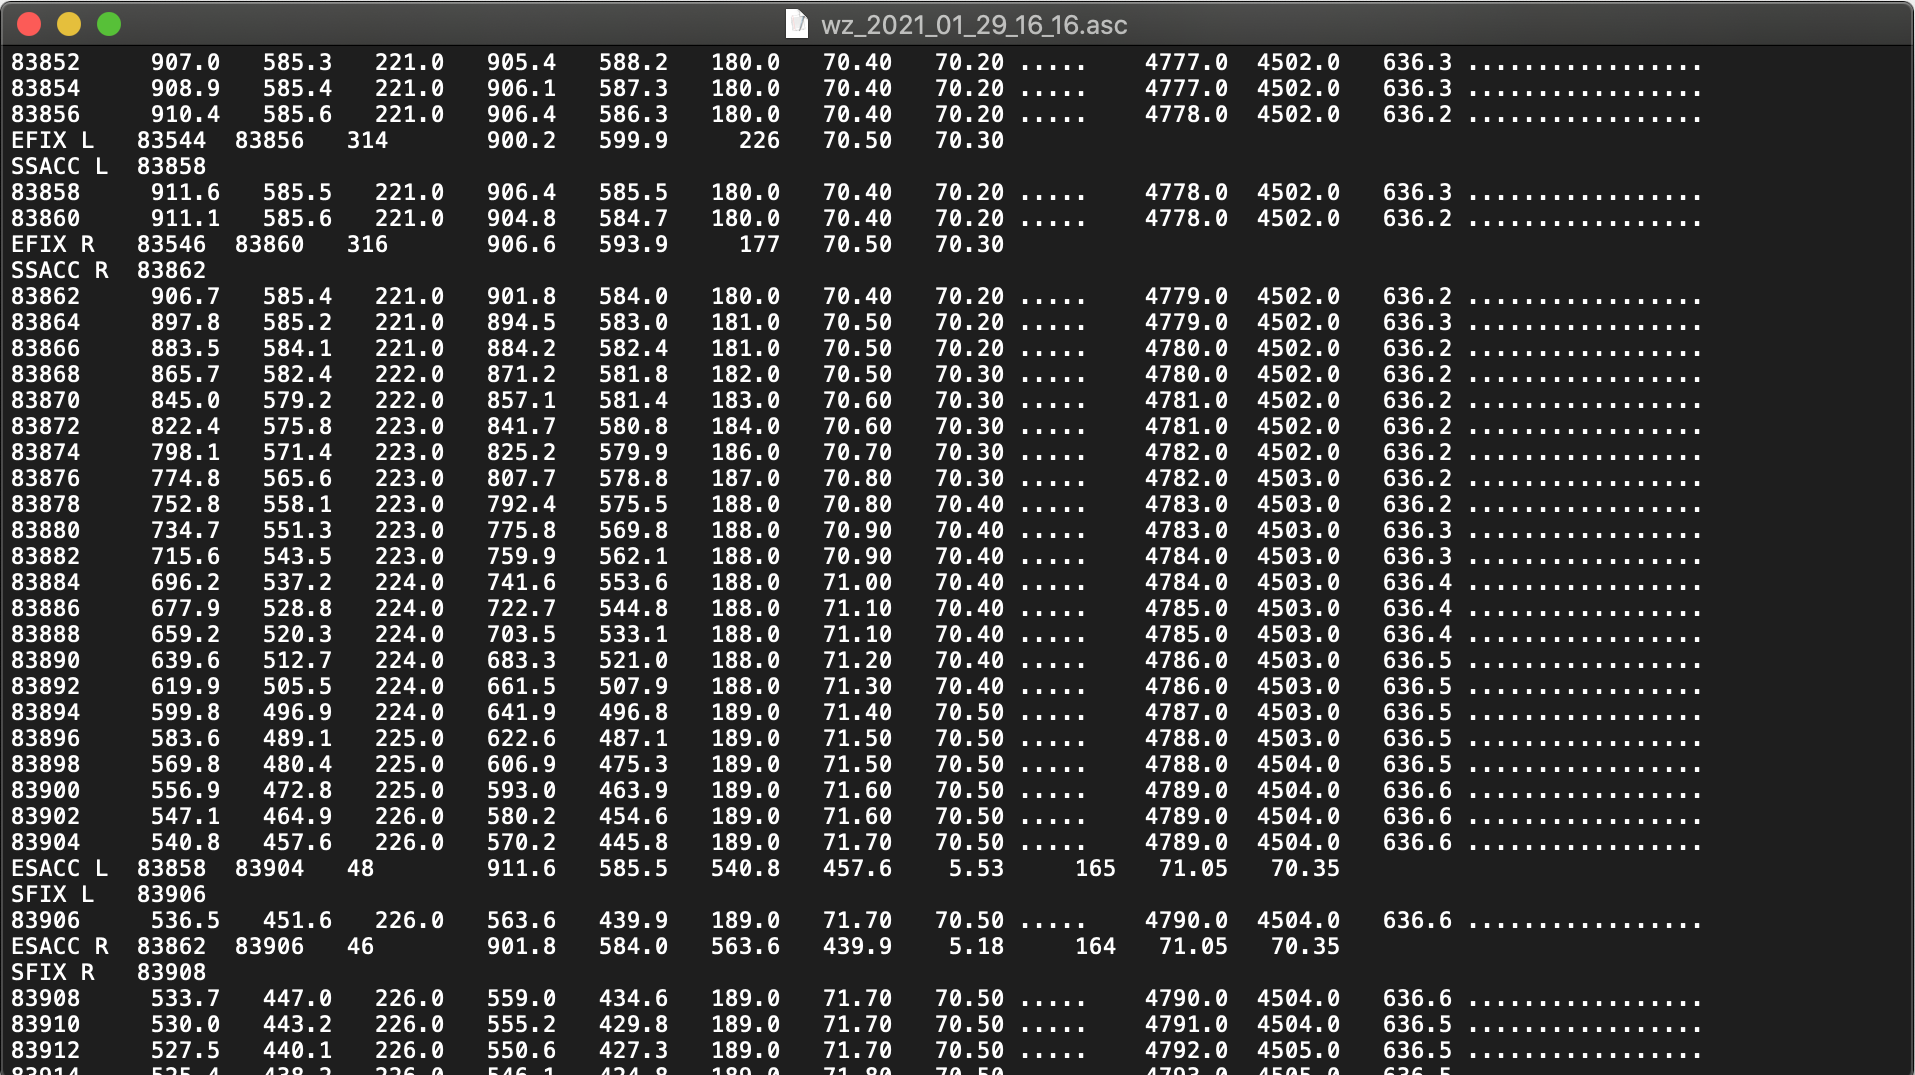 wz_2021_01_29_16_16.asc
83852 907.0 585.3 221.0 905.4 588.2 180.0 70.40 70.20 ..... 4777.0 4502.0 636.3 .................
83854 908.9 585.4 221.0 906.1 587.3 180.0 70.40 70.20 ..... 4777.0 4502.0 636.3 .................
83856 910.4 585.6 221.0 906.4 586.3 180.0 70.40 70.20 ..... 4778.0 4502.0 636.2 .................
EFIX L 83544 83856 314 900.2 599.9 226 70.50 70.30
SSACC L 83858
83858 911.6 585.5 221.0 906.4 585.5 180.0 70.40 70.20 ..... 4778.0 4502.0 636.3 .................
83860 911.1 585.6 221.0 904.8 584.7 180.0 70.40 70.20 ..... 4778.0 4502.0 636.2 .................
EFIX R 83546 83860 316 906.6 593.9 177 70.50 70.30
SSACC R 83862
83862 906.7 585.4 221.0 901.8 584.0 180.0 70.40 70.20 ..... 4779.0 4502.0 636.2 .................
83864 897.8 585.2 221.0 894.5 583.0 181.0 70.50 70.20 ..... 4779.0 4502.0 636.3 .................
83866 883.5 584.1 221.0 884.2 582.4 181.0 70.50 70.20 ..... 4780.0 4502.0 636.2 .................
83868 865.7 582.4 222.0 871.2 581.8 182.0 70.50 70.30 ..... 4780.0 4502.0 636.2 .................
83870 845.0 579.2 222.0 857.1 581.4 183.0 70.60 70.30 ..... 4781.0 4502.0 636.2 .................
83872 822.4 575.8 223.0 841.7 580.8 184.0 70.60 70.30 ..... 4781.0 4502.0 636.2 .................
83874 798.1 571.4 223.0 825.2 579.9 186.0 70.70 70.30 ..... 4782.0 4502.0 636.2 .................
83876 774.8 565.6 223.0 807.7 578.8 187.0 70.80 70.30 ..... 4782.0 4503.0 636.2 .................
83878 752.8 558.1 223.0 792.4 575.5 188.0 70.80 70.40 ..... 4783.0 4503.0 636.2 .................
83880 734.7 551.3 223.0 775.8 569.8 188.0 70.90 70.40 ..... 4783.0 4503.0 636.3 .................
83882 715.6 543.5 223.0 759.9 562.1 188.0 70.90 70.40 ..... 4784.0 4503.0 636.3 .................
83884 696.2 537.2 224.0 741.6 553.6 188.0 71.00 70.40 ..... 4784.0 4503.0 636.4 .................
83886 677.9 528.8 224.0 722.7 544.8 188.0 71.10 70.40 ..... 4785.0 4503.0 636.4 .................
83888 659.2 520.3 224.0 703.5 533.1 188.0 71.10 70.40 ..... 4785.0 4503.0 636.4 .................
83890 639.6 512.7 224.0 683.3 521.0 188.0 71.20 70.40 ..... 4786.0 4503.0 636.5 .................
83892 619.9 505.5 224.0 661.5 507.9 188.0 71.30 70.40 ..... 4786.0 4503.0 636.5 .................
83894 599.8 496.9 224.0 641.9 496.8 189.0 71.40 70.50 ..... 4787.0 4503.0 636.5 .................
83896 583.6 489.1 225.0 622.6 487.1 189.0 71.50 70.50 ..... 4788.0 4503.0 636.5 .................
83898 569.8 480.4 225.0 606.9 475.3 189.0 71.50 70.50 ..... 4788.0 4504.0 636.5 .................
83900 556.9 472.8 225.0 593.0 463.9 189.0 71.60 70.50 ..... 4789.0 4504.0 636.6 .................
83902 547.1 464.9 226.0 580.2 454.6 189.0 71.60 70.50 ..... 4789.0 4504.0 636.6 .................
83904 540.8 457.6 226.0 570.2 445.8 189.0 71.70 70.50 ..... 4789.0 4504.0 636.6 .................
ESACC L 83858 83904 48 911.6 585.5 540.8 457.6 5.53 165 71.05 70.35
SFIX L 83906
83906 536.5 451.6 226.0 563.6 439.9 189.0 71.70 70.50 ..... 4790.0 4504.0 636.6 .................
ESACC R 83862 83906 46 901.8 584.0 563.6 439.9 5.18 164 71.05 70.35
SFIX R 83908
83908 533.7 447.0 226.0 559.0 434.6 189.0 71.70 70.50 ..... 4790.0 4504.0 636.6 .................
83910 530.0 443.2 226.0 555.2 429.8 189.0 71.70 70.50 ..... 4791.0 4504.0 636.5 .................
83912 527.5 440.1 226.0 550.6 427.3 189.0 71.70 70.50 ..... 4792.0 4505.0 636.5 .................
83914 525.4 438.2 226.0 546.1 424.8 189.0 71.80 70.50 ..... 4793.0 4505.0 636.5 .................